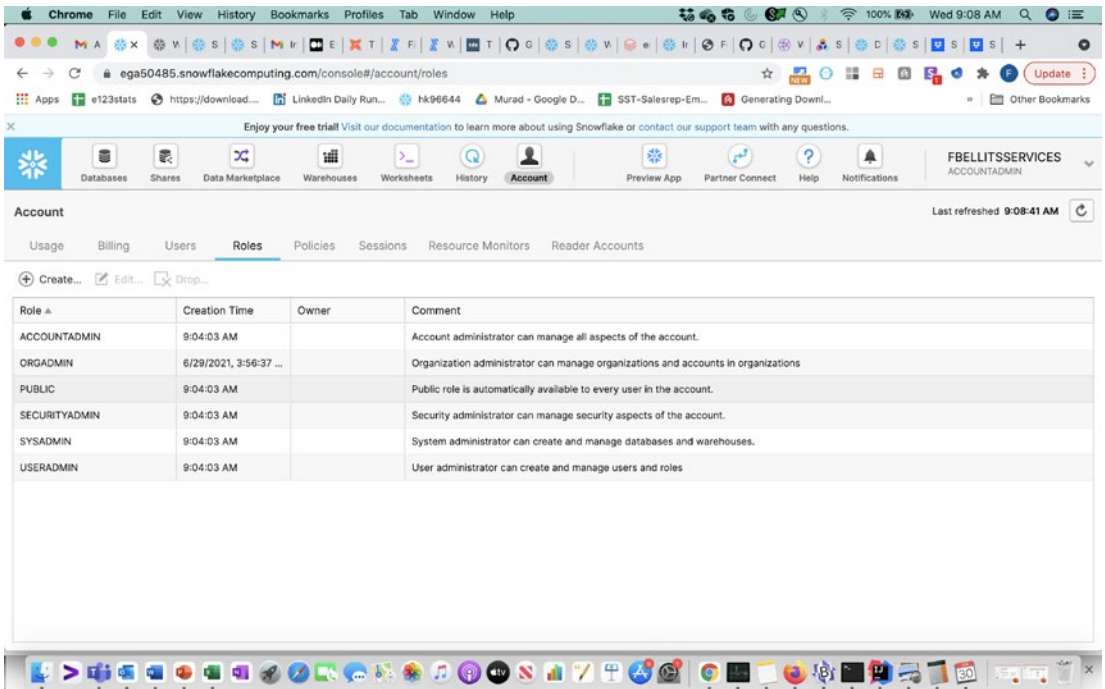 Chrome File Edit View History Bookmarks Profiles Tab Window Help 100% Wed 9:08 AM
ega50485.snowflakecomputing.com/console#/account/roles NEW Update
Apps e123stats https://download.... LinkedIn Daily Run... hk96644 Murad - Google D... SST-Salesrep-Em... Generating Downl... » Other Bookmarks
Enjoy your free trial! Visit our documentation to learn more about using Snowflake or contact our support team with any questions.
Databases Shares Data Marketplace Warehouses Worksheets History Account Preview App Partner Connect Help Notifications
FBELLITSSERVICES
ACCOUNTADMIN
Account Last refreshed 9:08:41 AM
Usage Billing Users Roles Policies Sessions Resource Monitors Reader Accounts
Create... Edit... Drop...
Role Creation Time Owner Comment
ACCOUNTADMIN 9:04:03 AM Account administrator can manage all aspects of the account.
ORGADMIN 6/29/2021, 3:56:37 ... Organization administrator can manage organizations and accounts in organizations
PUBLIC 9:04:03 AM Public role is automatically available to every user in the account.
SECURITYADMIN 9:04:03 AM Security administrator can manage security aspects of the account.
SYSADMIN 9:04:03 AM System administrator can create and manage databases and warehouses.
USERADMIN 9:04:03 AM User administrator can create and manage users and roles